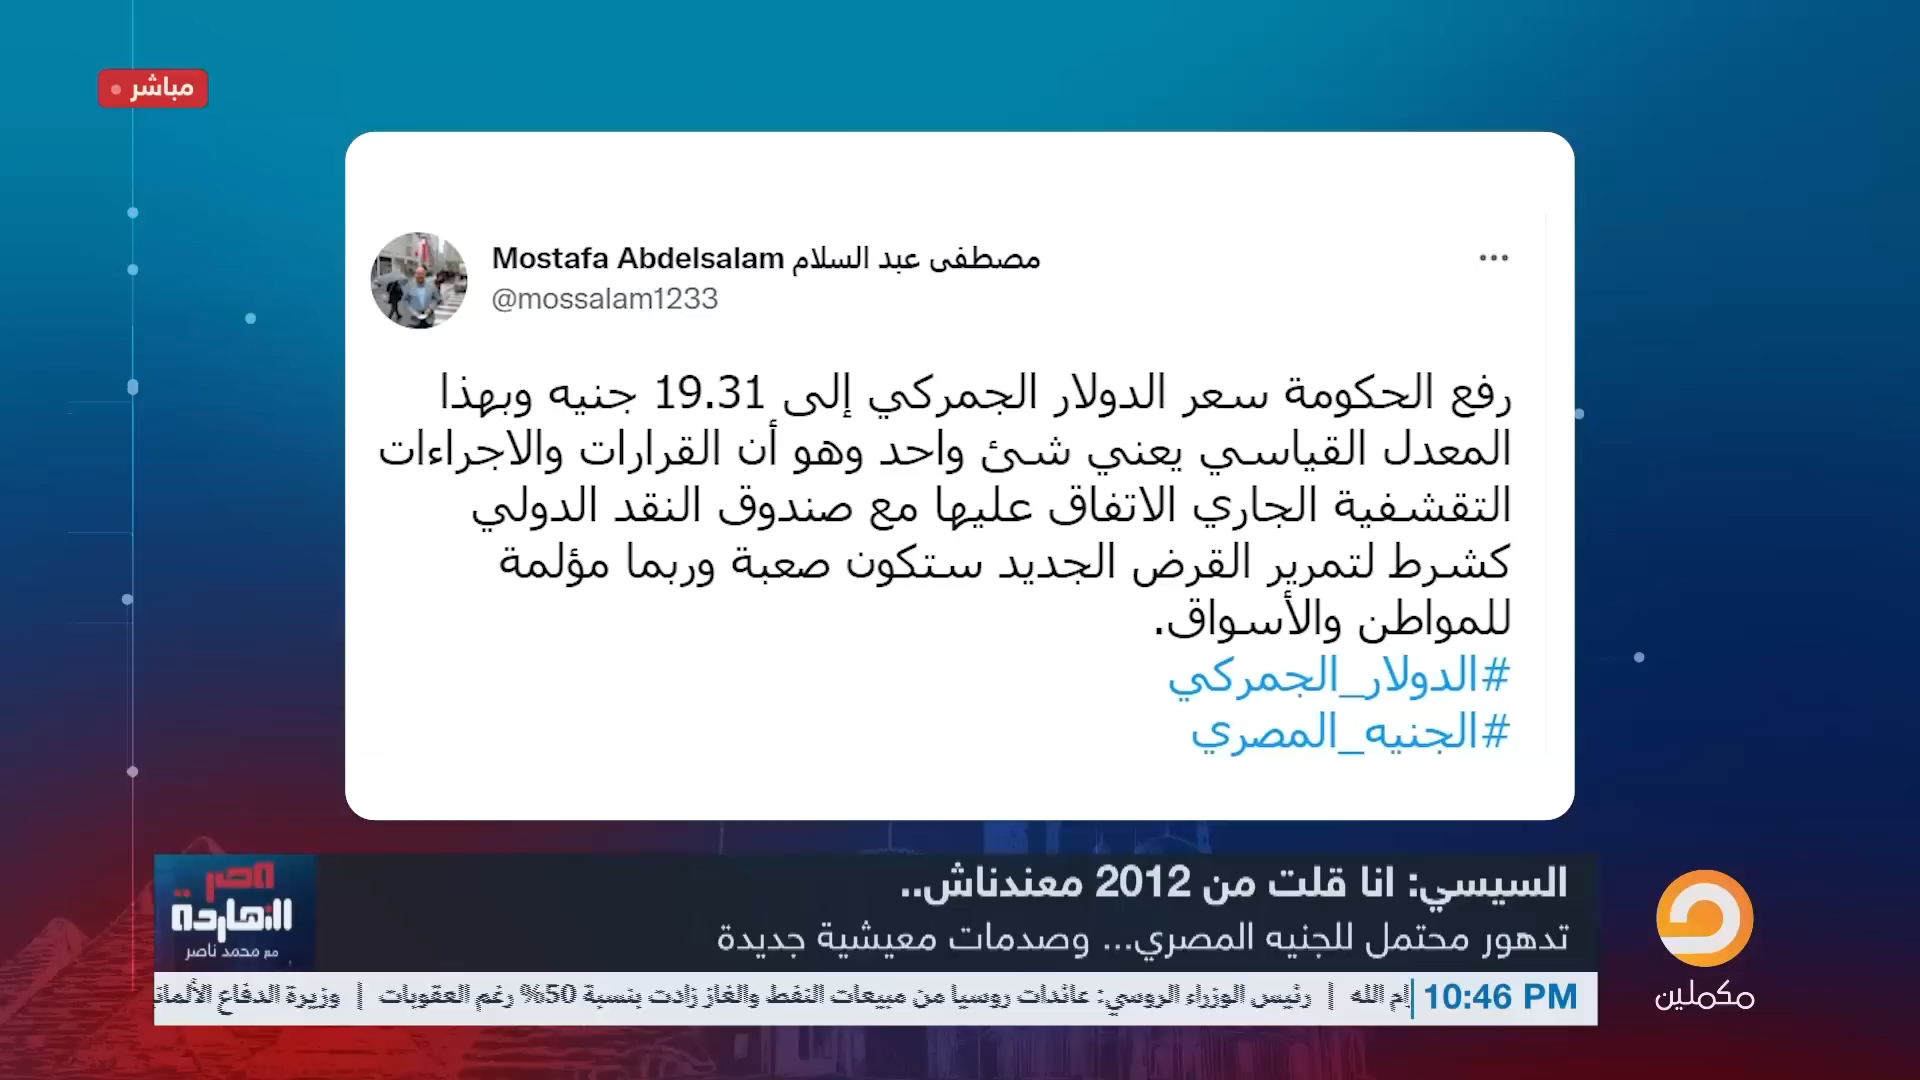 مباشر
Mostafa Abdelsalam مصطفى عبد السلام
@mossalam1233
رفع الحكومة سعر الدولار الجمركي إلى 19.31 جنيه وبهذا
المعدل القياسي يعني شئ واحد وهو أن القرارات والاجراءات
التقشفية الجاري الاتفاق عليها مع صندوق النقد الدولي
كشرط لتمرير القرض الجديد ستكون صعبة وربما مؤلمة
للمواطن والأسواق.
#الدولار_الجمركي
#الجنيه_المصري
السيسي: انا قلت من 2012 معندناش..
تدهور محتمل للجنيه المصري... وصدمات معيشية جديدة
مصر
النهاردة
مع محمد ناصر
10:46 PM
الله | رئيس الوزراء الروسي: عائدات روسيا من مبيعات النفط والغاز زادت بنسبة 50% رغم العقوبات | وزيرة الدفاع
مكملين